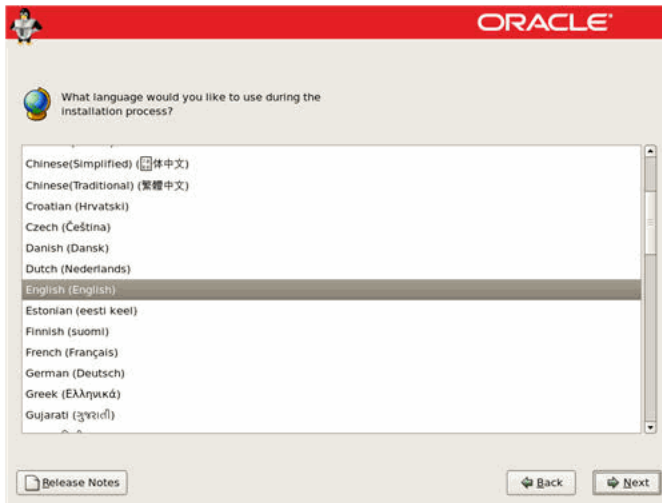 ORACLE®
What language would you like to use during the
installation process?
Chinese(Simplified) (体中文)
Chinese(Traditional) (繁體中文)
Croatian (Hrvatski)
Czech (Čeština)
Danish (Dansk)
Dutch (Nederlands)
English (English)
Estonian (eesti keel)
Finnish (suomi)
French (Français)
German (Deutsch)
Greek (Ελληνικά)
Gujarati (ગુજરાતી)
Release Notes
Back
Next